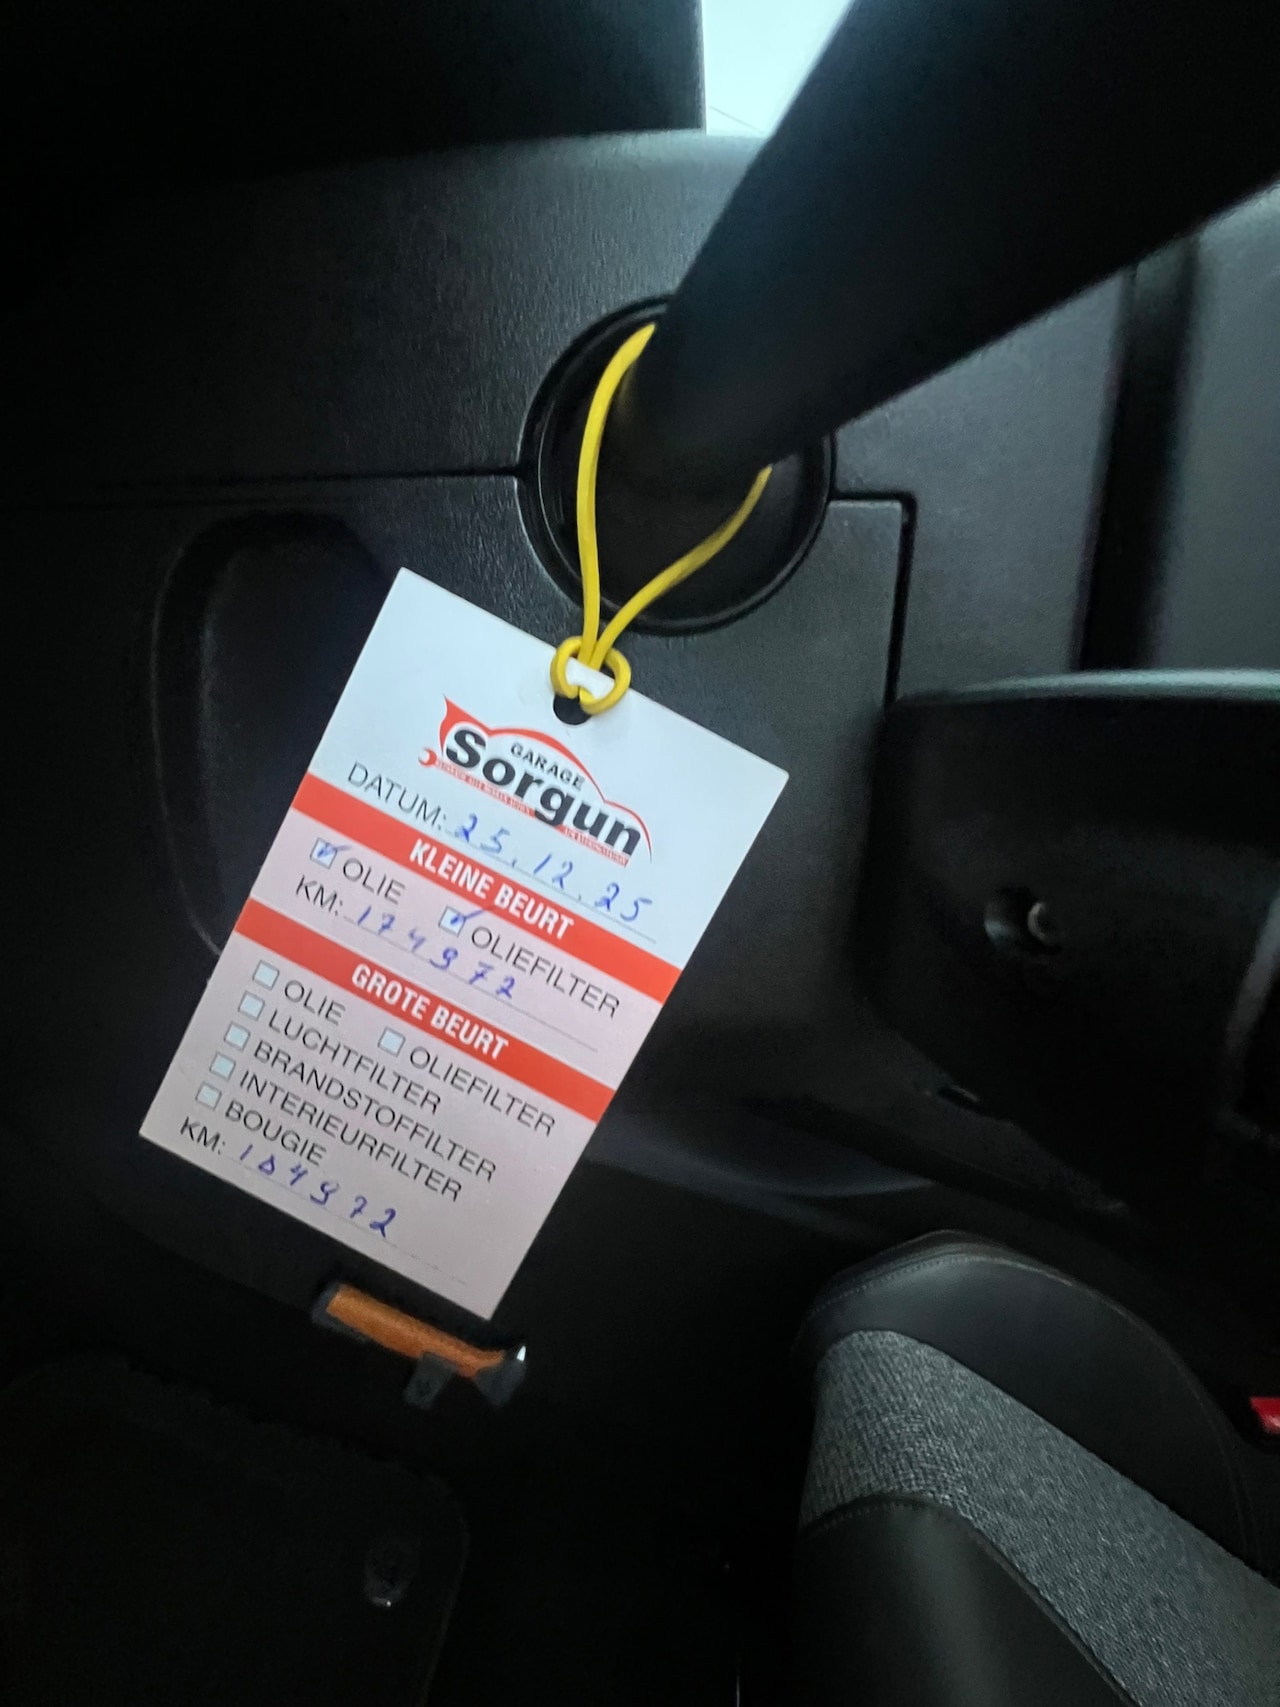 GARAGE
Sorgun
DATUM: 25.12.25
KLEINE BEURT
OLIE OLIEFILTER
KM: 174972
GROTE BEURT
OLIE OLIEFILTER
LUCHTFILTER
BRANDSTOFFILTER
INTERIEURFILTER
BOUGIE
KM: 184972